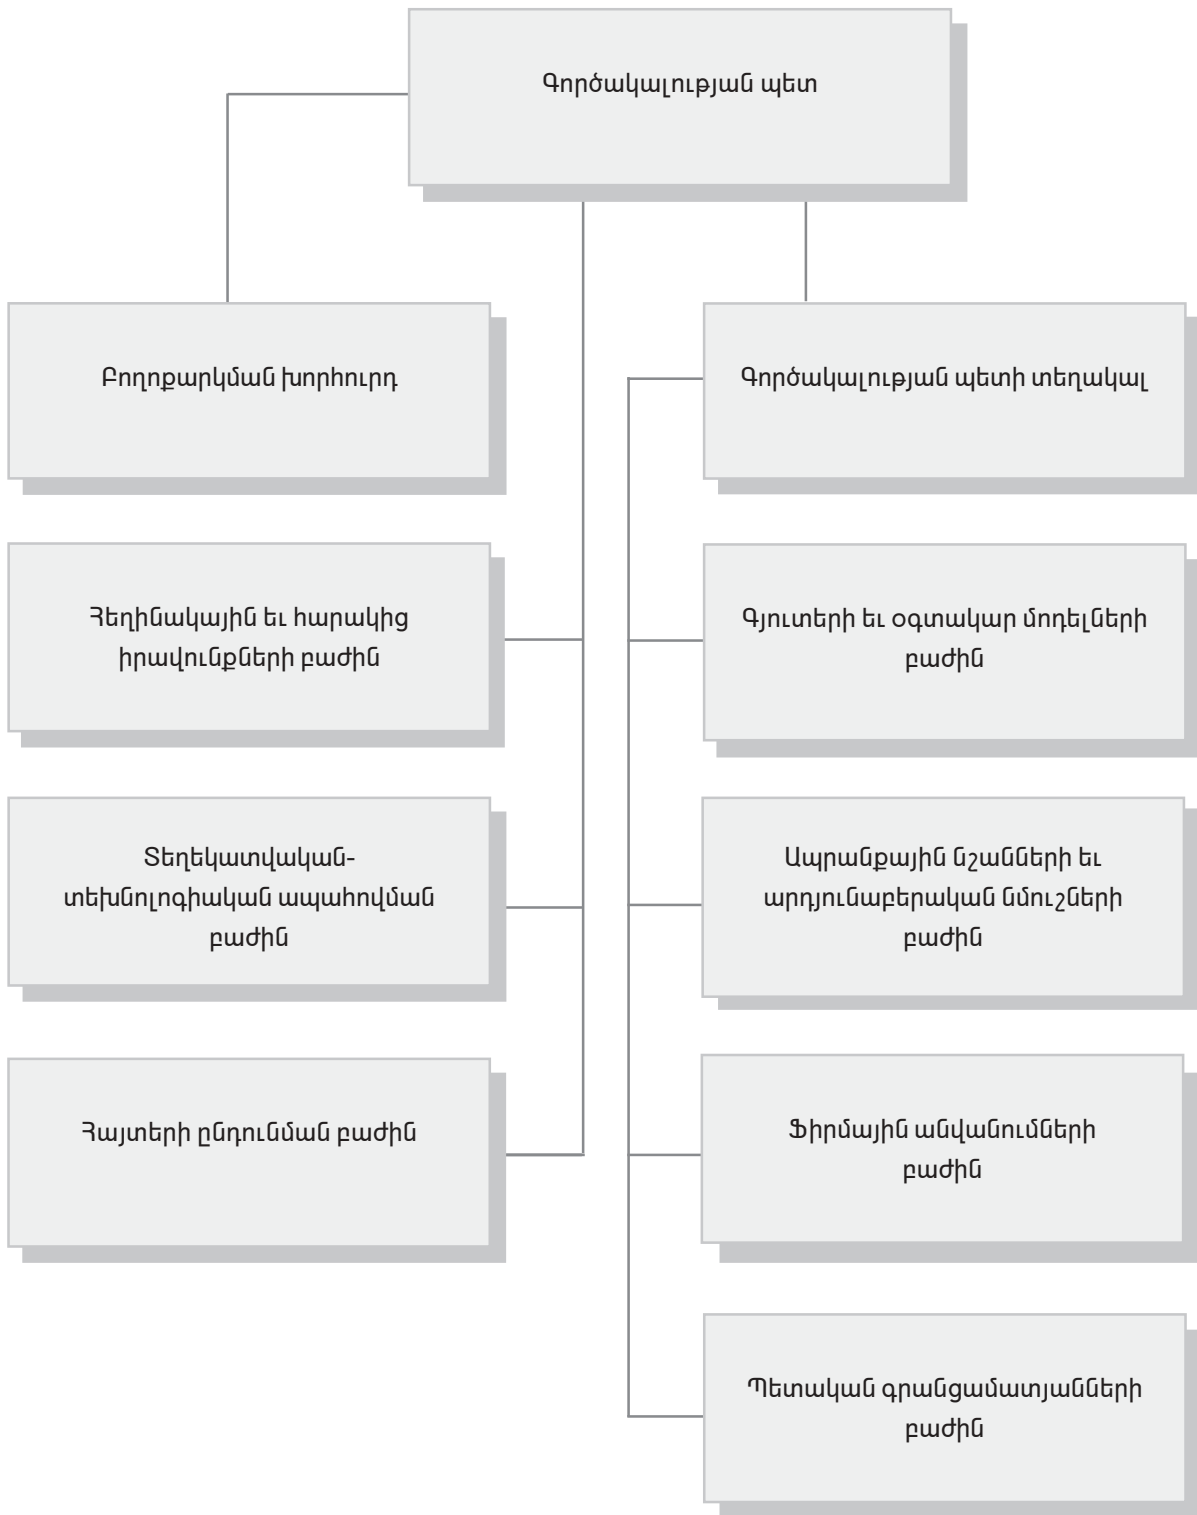 Գործակալության պետ
Բողոքարկման խորհուրդ
Գործակալության պետի տեղակալ
Հեղինակային եւ հարակից
իրավունքների բաժին
Գյուտերի եւ օգտակար մոդելների
բաժին
Տեղեկատվական-
տեխնոլոգիական ապահովման
բաժին
Ապրանքային նշանների եւ
արդյունաբերական նմուշների
բաժին
Հայտերի ընդունման բաժին
Ֆիրմային անվանումների
բաժին
Պետական գրանցամատյանների
բաժին